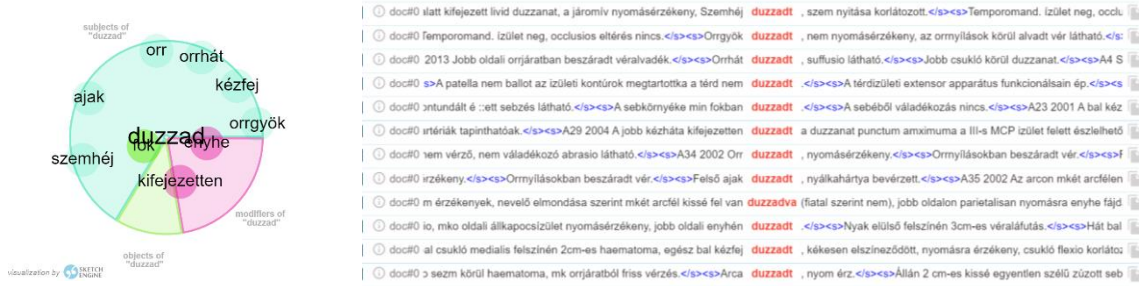 subjects of
"duzzad"
orr
orrhát
kézfej
ajak
orrgyök
duzzad
fok
enyhe
szemhéj
kifejezetten
modifiers of
"duzzad"
objects of
"duzzad"
visualization by SKETCH ENGINE
doc#0 alatt kifejezett livid duzzanat, a járomív nyomásérzékeny, Szemhéj duzzadt , szem nyitása korlátozott.</s><s>Temporomand. ízület neg, occlu
doc#0 Temporomand. ízület neg, occlusios eltérés nincs.</s><s>Orrgyök duzzadt , nem nyomásérzékeny, az orrnyílások körül alvadt vér látható.</s>
doc#0 2013 Jobb oldali orrjáratban beszáradt véralvadék.</s><s>Orrhát duzzadt , suffusio látható.</s><s>Jobb csukló körül duzzanat.</s><s>A4 S
doc#0 s>A patella nem ballot az izületi kontúrok megtartottka a térd nem duzzadt .</s><s>A térdizületi extensor apparátus funkcionálsain ép.</s><s
doc#0 ontundált é ::ett sebzés látható.</s><s>A sebkörnyéke min fokban duzzadt .</s><s>A sebéből váladékozás nincs.</s><s>A23 2001 A bal kéz
doc#0 artériák tapinthatóak.</s><s>A29 2004 A jobb kézháta kifejezetten duzzadt a duzzanat punctum amximuma a III-s MCP izület felett észlelhető
doc#0 nem vérző, nem váladékozó abrasio látható.</s><s>A34 2002 Orr duzzadt , nyomásérzékeny.</s><s>Orrnyílásokban beszáradt vér.</s><s>F
doc#0 érzékeny.</s><s>Orrnyílásokban beszáradt vér.</s><s>Felső ajak duzzadt , nyálkahártya bevérzett.</s><s>A35 2002 Az arcon mkét arcfélen
doc#0 m érzékenyek, nevelő elmondása szerint mkét arcfél kissé fel van duzzadva (fiatal szerint nem), jobb oldalon parietalisan nyomásra enyhe fájd
doc#0 io, mko oldali állkapocsízület nyomásérzékeny, jobb oldali enyhén duzzadt .</s><s>Nyak elülső felszínén 3cm-es véraláfutás.</s><s>Hát bal
doc#0 al csukló medialis felszínén 2cm-es haematoma, egész bal kézfej duzzadt , kékesen elszíneződött, nyomásra érzékeny, csukló flexio korlátoz
doc#0 sezm körül haematoma, mk orrjáratból friss vérzés.</s><s>Arca duzzadt , nyom érz.</s><s>Állán 2 cm-es kissé egyentlen szélű zúzott seb